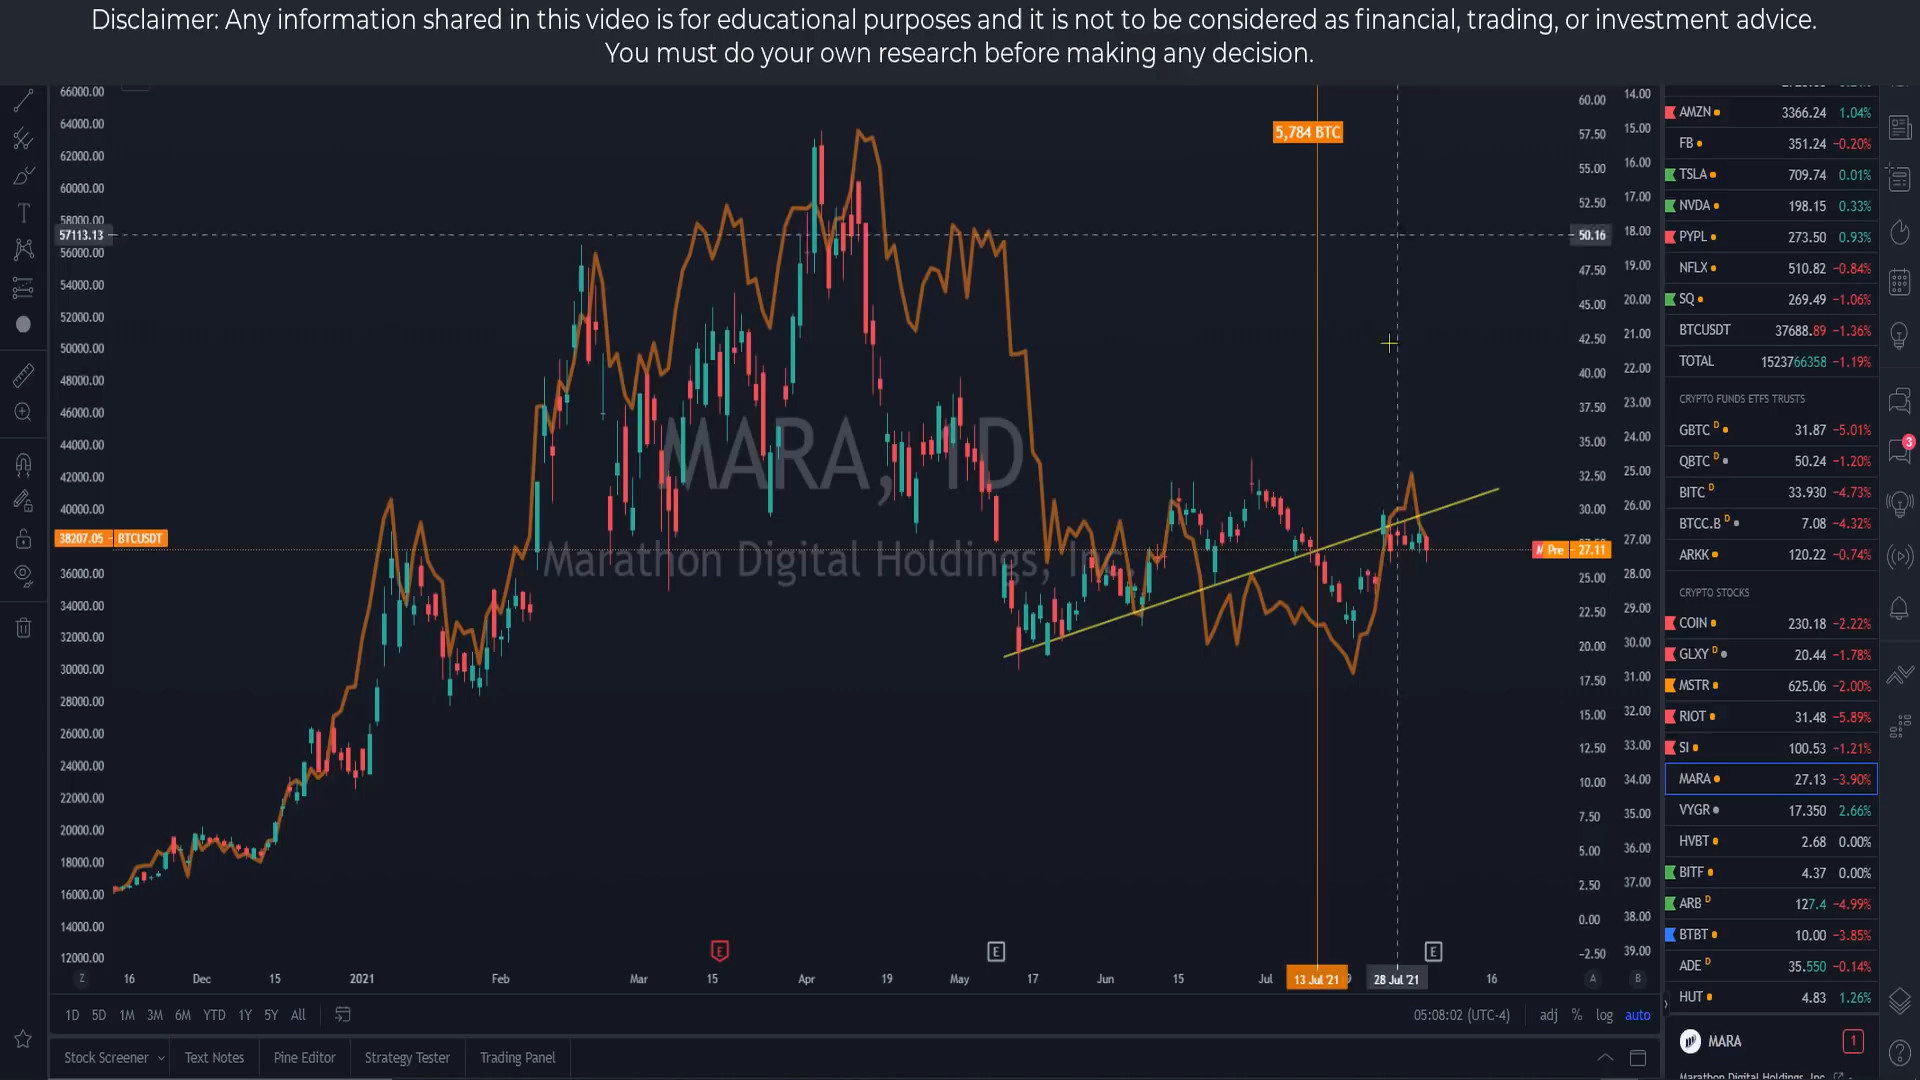 Disclaimer: Any information shared in this video is for educational purposes and it is not to be considered as financial, trading, or investment advice.
You must do your own research before making any decision.
66000.00
64000.00
62000.00
60000.00
58000.00
57113.13
56000.00
54000.00
52000.00
50000.00
48000.00
46000.00
44000.00
42000.00
40000.00
38207.05 BTCUSDT
36000.00
34000.00
32000.00
30000.00
28000.00
26000.00
24000.00
22000.00
20000.00
18000.00
16000.00
14000.00
12000.00
MARA, 1D
Marathon Digital Holdings, Inc.
5,784 BTC
60.00
57.50
55.00
52.50
50.16
47.50
45.00
42.50
40.00
37.50
35.00
32.50
30.00
Pre 27.11
25.00
22.50
20.00
17.50
15.00
12.50
10.00
7.50
5.00
2.50
0.00
−2.50
14.00
15.00
16.00
17.00
18.00
19.00
20.00
21.00
22.00
23.00
24.00
25.00
26.00
27.00
28.00
29.00
30.00
31.00
32.00
33.00
34.00
35.00
36.00
37.00
38.00
39.00
E E E
Z 16 Dec 15 2021 Feb Mar 15 Apr 19 May 17 Jun 15 Jul 13 Jul '21 28 Jul '21 16 A B
1D 5D 1M 3M 6M YTD 1Y 5Y All 05:08:02 (UTC-4) adj % log auto
Stock Screener Text Notes Pine Editor Strategy Tester Trading Panel
AMZN 3366.24 1.04%
FB 351.24 −0.20%
TSLA 709.74 0.01%
NVDA 198.15 0.33%
PYPL 273.50 0.93%
NFLX 510.82 −0.84%
SQ 269.49 −1.06%
BTCUSDT 37688.89 −1.36%
TOTAL 1523766358 −1.19%
CRYPTO FUNDS ETFS TRUSTS
GBTC D 31.87 −5.01%
QBTC D 50.24 −1.20%
BITC D 33.930 −4.73%
BTCC.B D 7.08 −4.32%
ARKK 120.22 −0.74%
CRYPTO STOCKS
COIN 230.18 −2.22%
GLXY D 20.44 −1.78%
MSTR 625.06 −2.00%
RIOT 31.48 −5.89%
SI 100.53 −1.21%
MARA 27.13 −3.90%
VYGR 17.350 2.66%
HVBT 2.68 0.00%
BITF 4.37 0.00%
ARB D 127.4 −4.99%
BTBT 10.00 −3.85%
ADE D 35.550 −0.14%
HUT 4.83 1.26%
MARA 1
Marathon Digital Holdings, Inc.
3